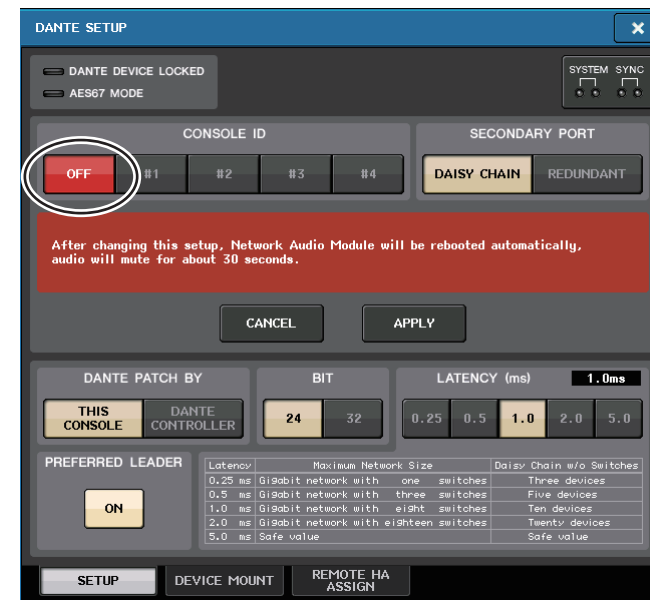 DANTE SETUP
DANTE DEVICE LOCKED
AES67 MODE
SYSTEM SYNC
CONSOLE ID
OFF #1 #2 #3 #4
SECONDARY PORT
DAISY CHAIN REDUNDANT
After changing this setup, Network Audio Module will be rebooted automatically,
audio will mute for about 30 seconds.
CANCEL APPLY
DANTE PATCH BY
THIS CONSOLE DANTE CONTROLLER
BIT
24 32
LATENCY (ms) 1.0ms
0.25 0.5 1.0 2.0 5.0
PREFERRED LEADER
ON
Latency Maximum Network Size Daisy Chain w/o Switches
0.25 ms Gigabit network with one switches Three devices
0.5 ms Gigabit network with three switches Five devices
1.0 ms Gigabit network with eight switches Ten devices
2.0 ms Gigabit network with eighteen switches Twenty devices
5.0 ms Safe value Safe value
SETUP DEVICE MOUNT REMOTE HA ASSIGN